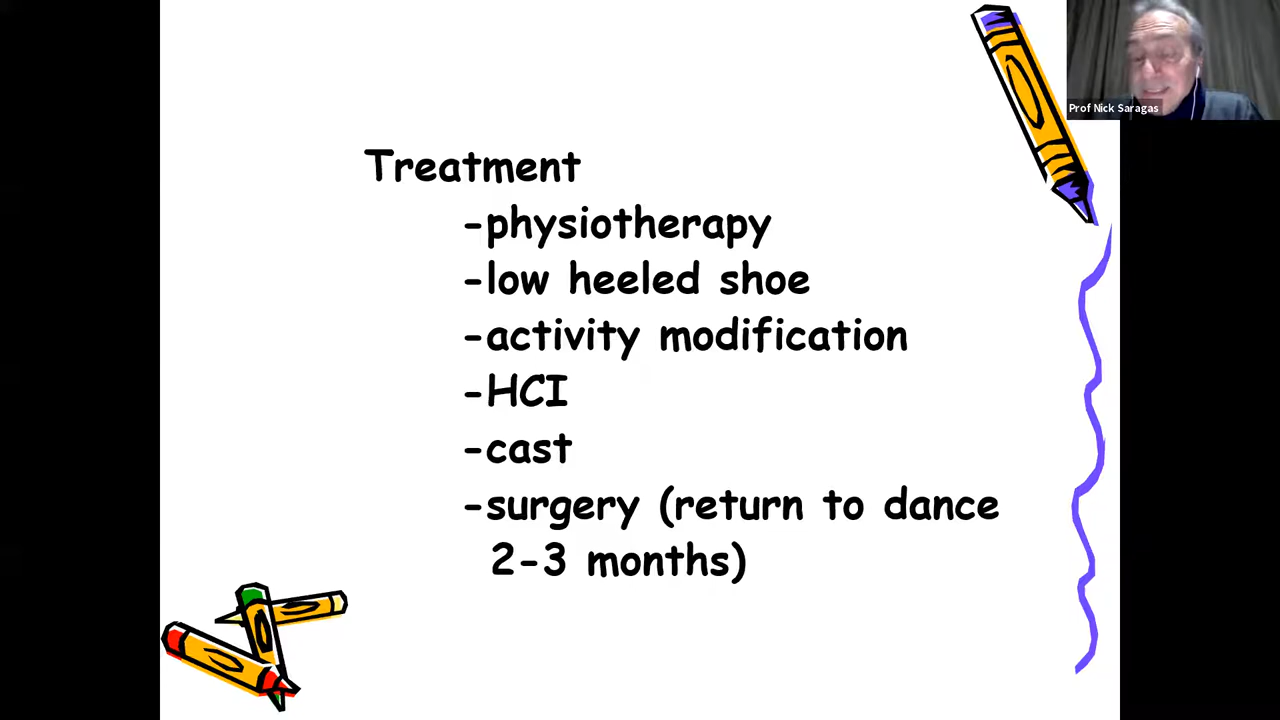 Prof Nick Saragas
Treatment
-physiotherapy
-low heeled shoe
-activity modification
-HCI
-cast
-surgery (return to dance
2-3 months)